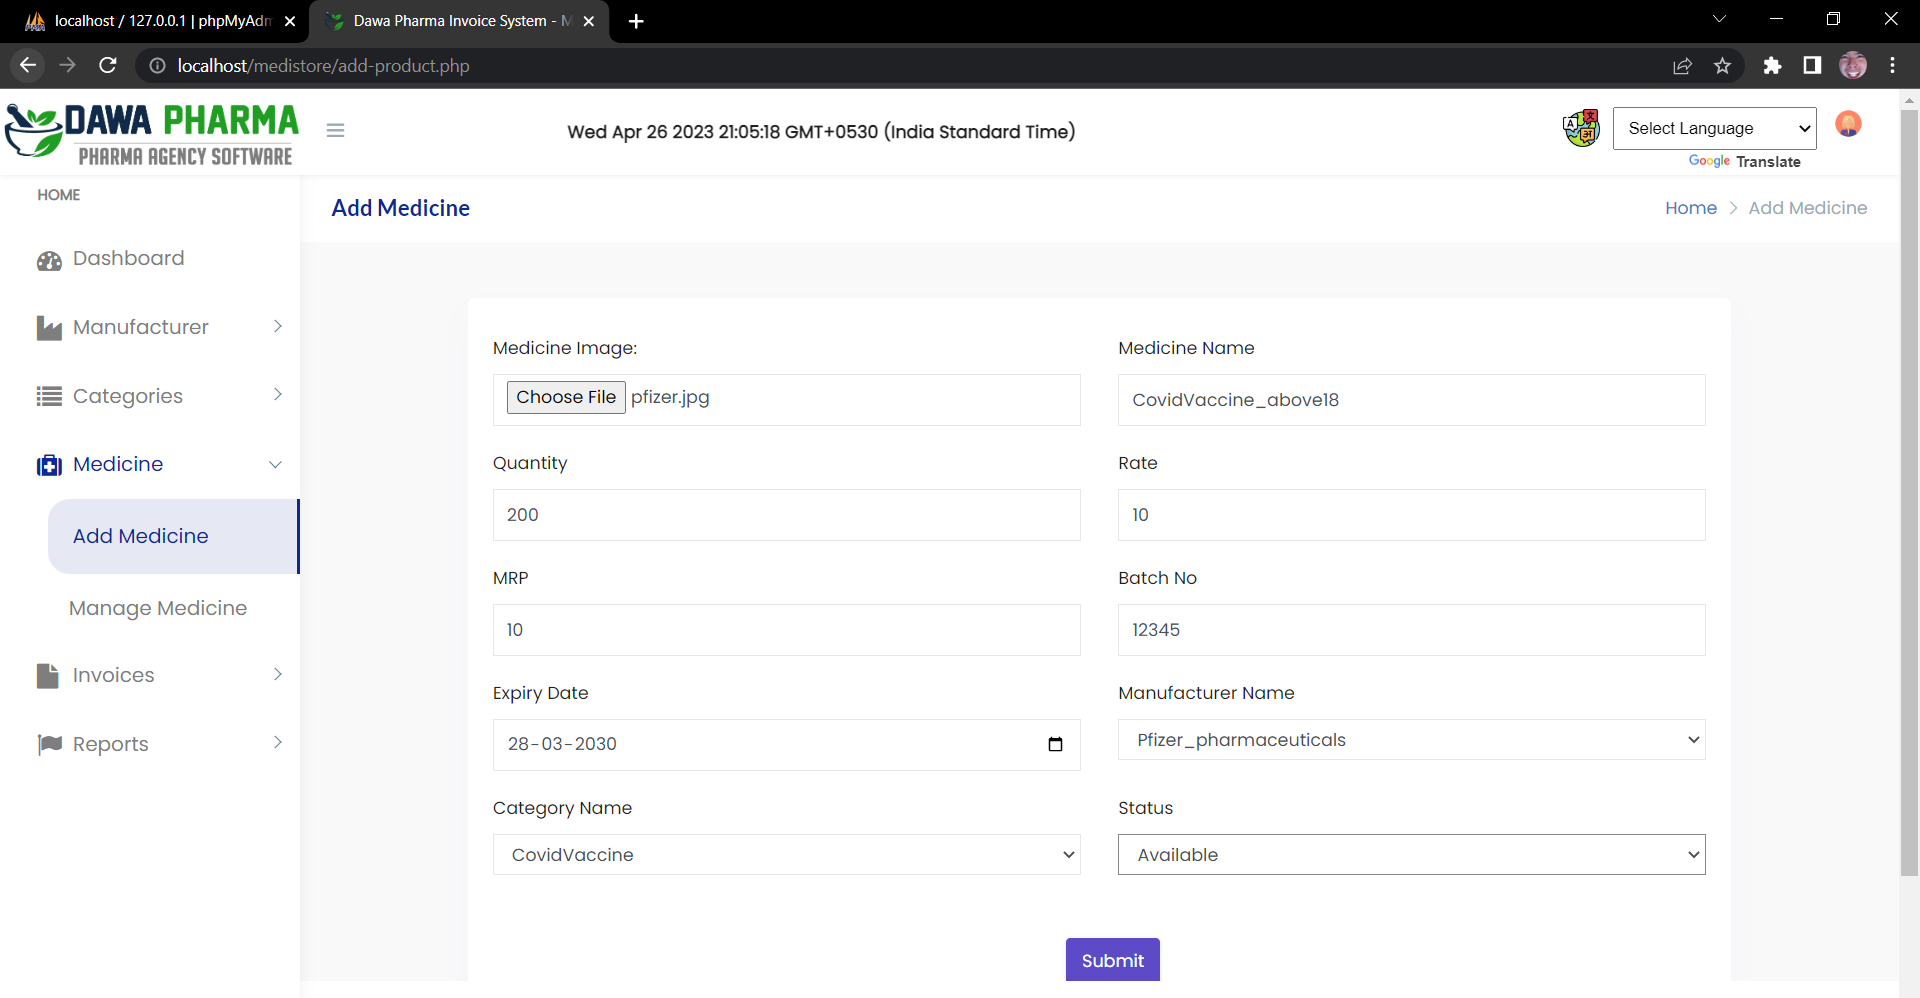 localhost / 127.0.0.1 | phpMyAdm
Dawa Pharma Invoice System - M
localhost/medistore/add-product.php
DAWA PHARMA
PHARMA AGENCY SOFTWARE
Wed Apr 26 2023 21:05:18 GMT+0530 (India Standard Time)
Select Language
Google Translate
HOME
Add Medicine
Home > Add Medicine
Dashboard
Manufacturer
Categories
Medicine
Add Medicine
Manage Medicine
Invoices
Reports
Medicine Image:
Choose File pfizer.jpg
Medicine Name
CovidVaccine_above18
Quantity
200
Rate
10
MRP
10
Batch No
12345
Expiry Date
28-03-2030
Manufacturer Name
Pfizer_pharmaceuticals
Category Name
CovidVaccine
Status
Available
Submit